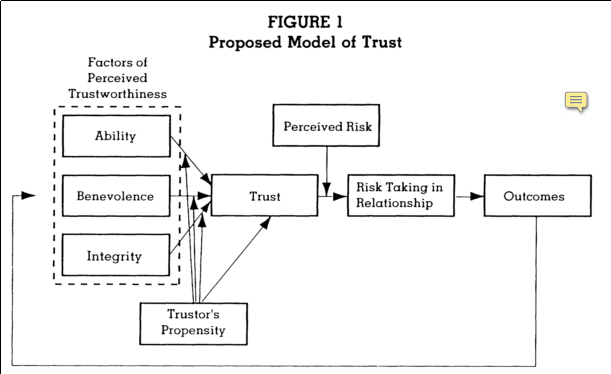 FIGURE 1
Proposed Model of Trust
Factors of
Perceived
Trustworthiness
Ability
Benevolence
Integrity
Trustor's
Propensity
Trust
Perceived Risk
Risk Taking in
Relationship
Outcomes